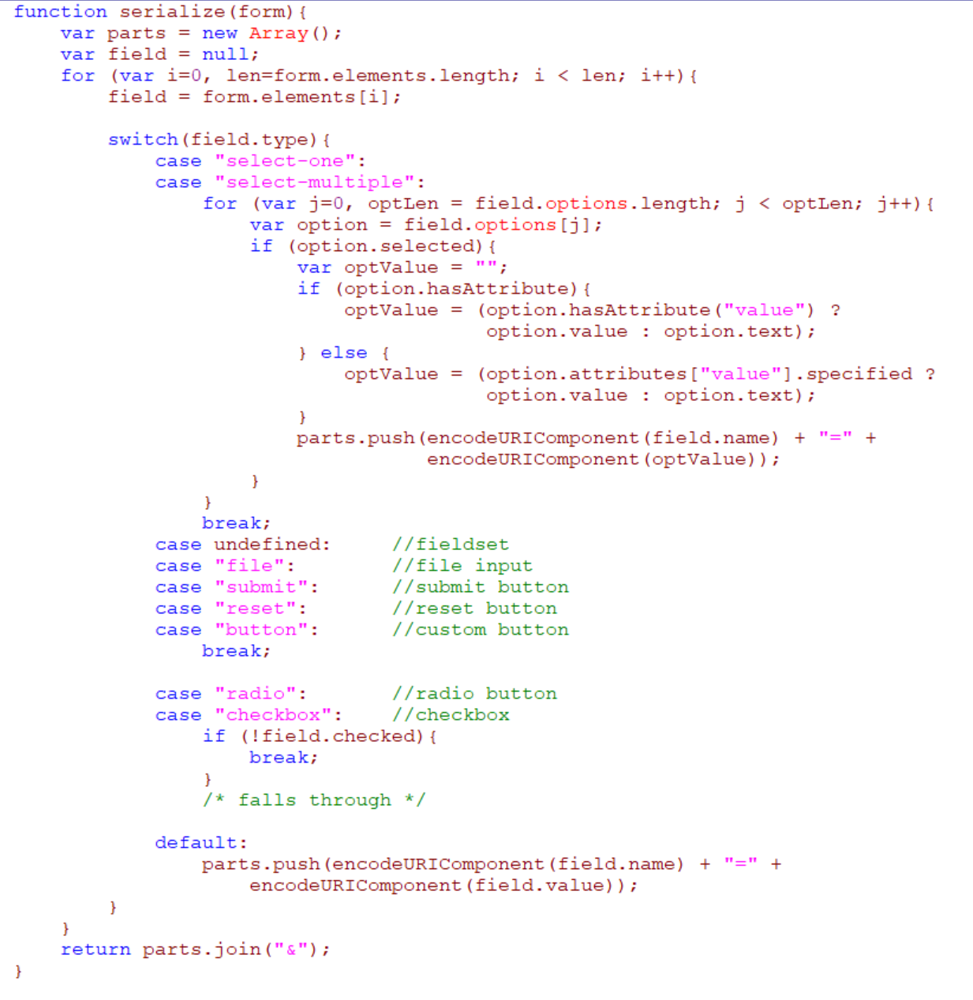 function serialize(form){
    var parts = new Array();
    var field = null;
    for (var i=0, len=form.elements.length; i < len; i++){
        field = form.elements[i];

        switch(field.type){
            case "select-one":
            case "select-multiple":
                for (var j=0, optLen = field.options.length; j < optLen; j++){
                    var option = field.options[j];
                    if (option.selected){
                        var optValue = "";
                        if (option.hasAttribute){
                            optValue = (option.hasAttribute("value") ?
                                        option.value : option.text);
                        } else {
                            optValue = (option.attributes["value"].specified ?
                                        option.value : option.text);
                        }
                        parts.push(encodeURIComponent(field.name) + "=" +
                                   encodeURIComponent(optValue));
                    }
                }
                break;
            case undefined:     //fieldset
            case "file":        //file input
            case "submit":      //submit button
            case "reset":       //reset button
            case "button":      //custom button
                break;

            case "radio":       //radio button
            case "checkbox":    //checkbox
                if (!field.checked){
                    break;
                }
                /* falls through */

            default:
                parts.push(encodeURIComponent(field.name) + "=" +
                    encodeURIComponent(field.value));
        }
    }
    return parts.join("&");
}